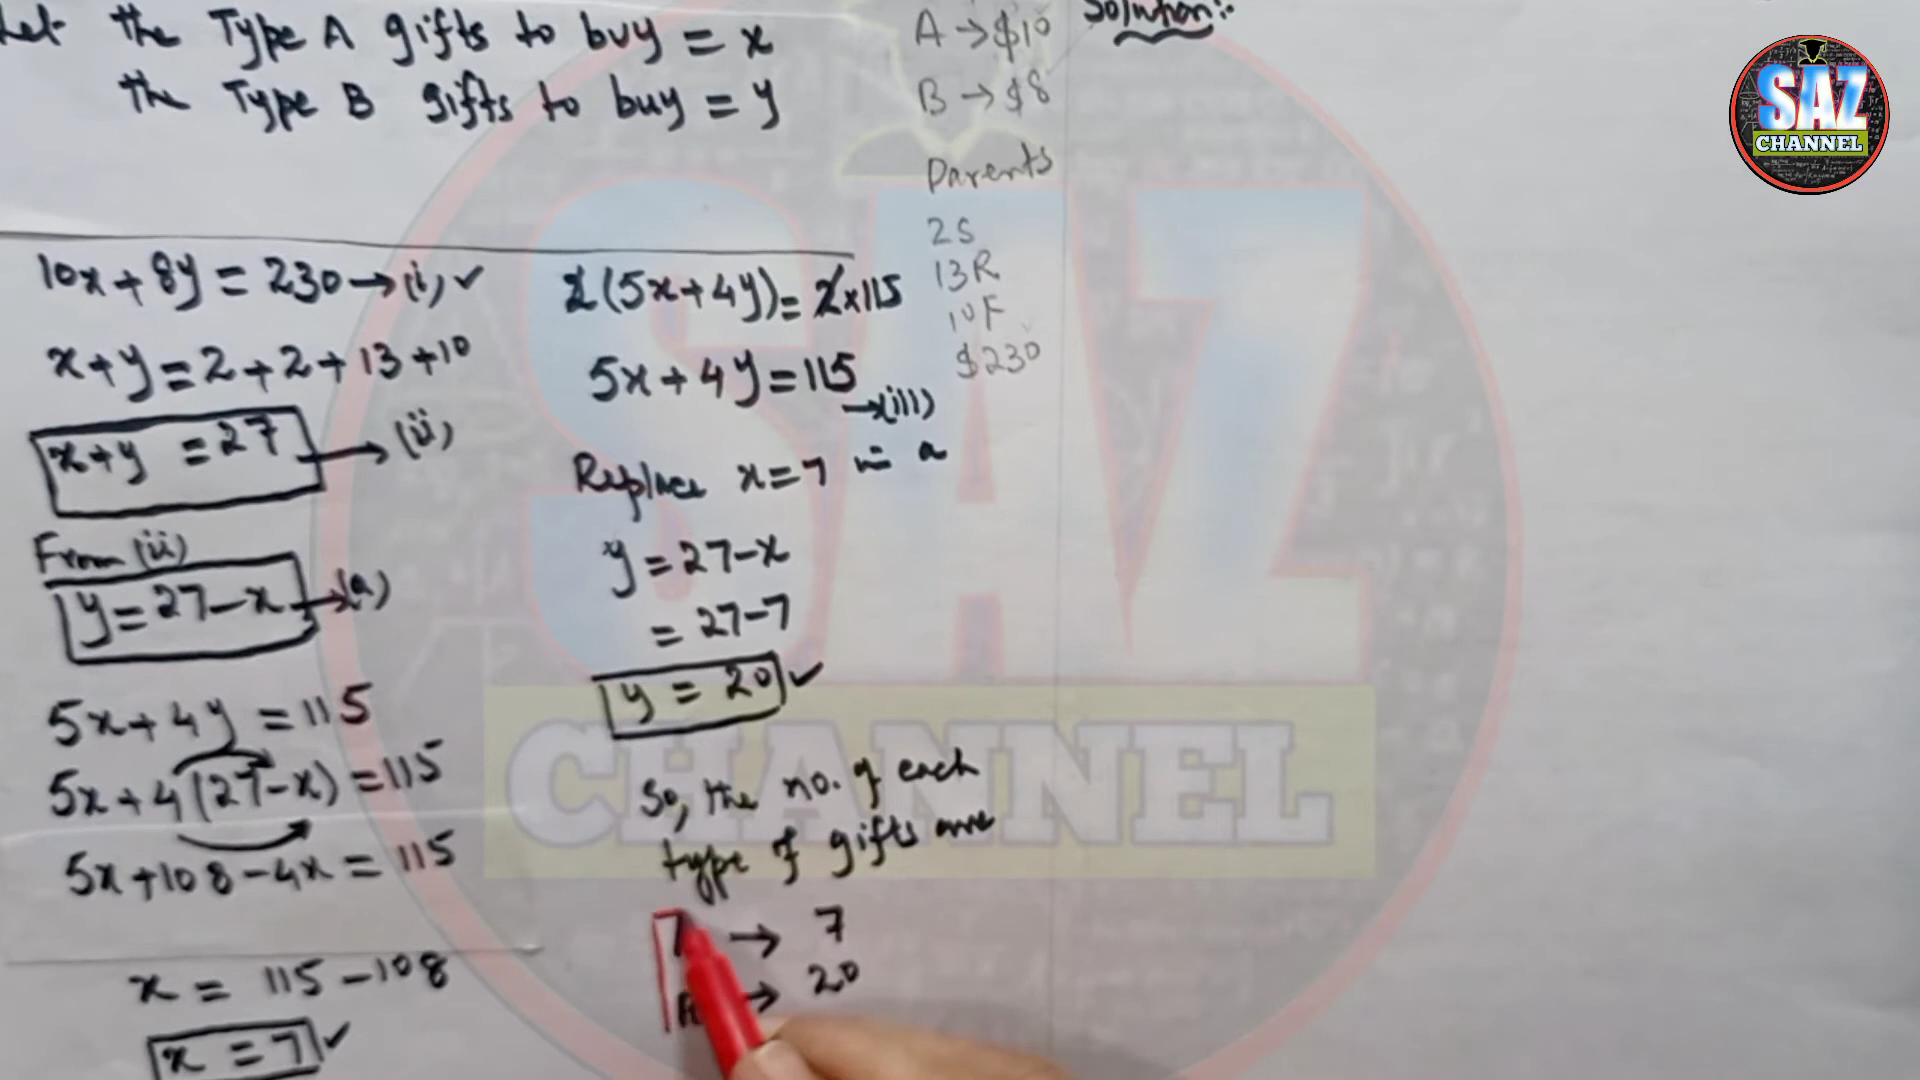 Let the Type A gifts to buy = x
the Type B gifts to buy = y
10x + 8y = 230 → (i) ✓
x + y = 2 + 2 + 13 + 10
x + y = 27 → (ii)
From (ii)
y = 27 - x → (a)
5x + 4y = 115
5x + 4(27 - x) = 115
5x + 108 - 4x = 115
x = 115 - 108
x = 7 ✓
2(5x + 4y) = 2 x 115
5x + 4y = 115
→ (iii)
Replace x = 7 in a
y = 27 - x
= 27 - 7
y = 20 ✓
So, the no. of each
type of gifts are
→ 7
→ 20
A → $10
B → $8
Parents
2S
13R
10F
$230
Solution:-
SAZ
CHANNEL
SAZ
CHANNEL